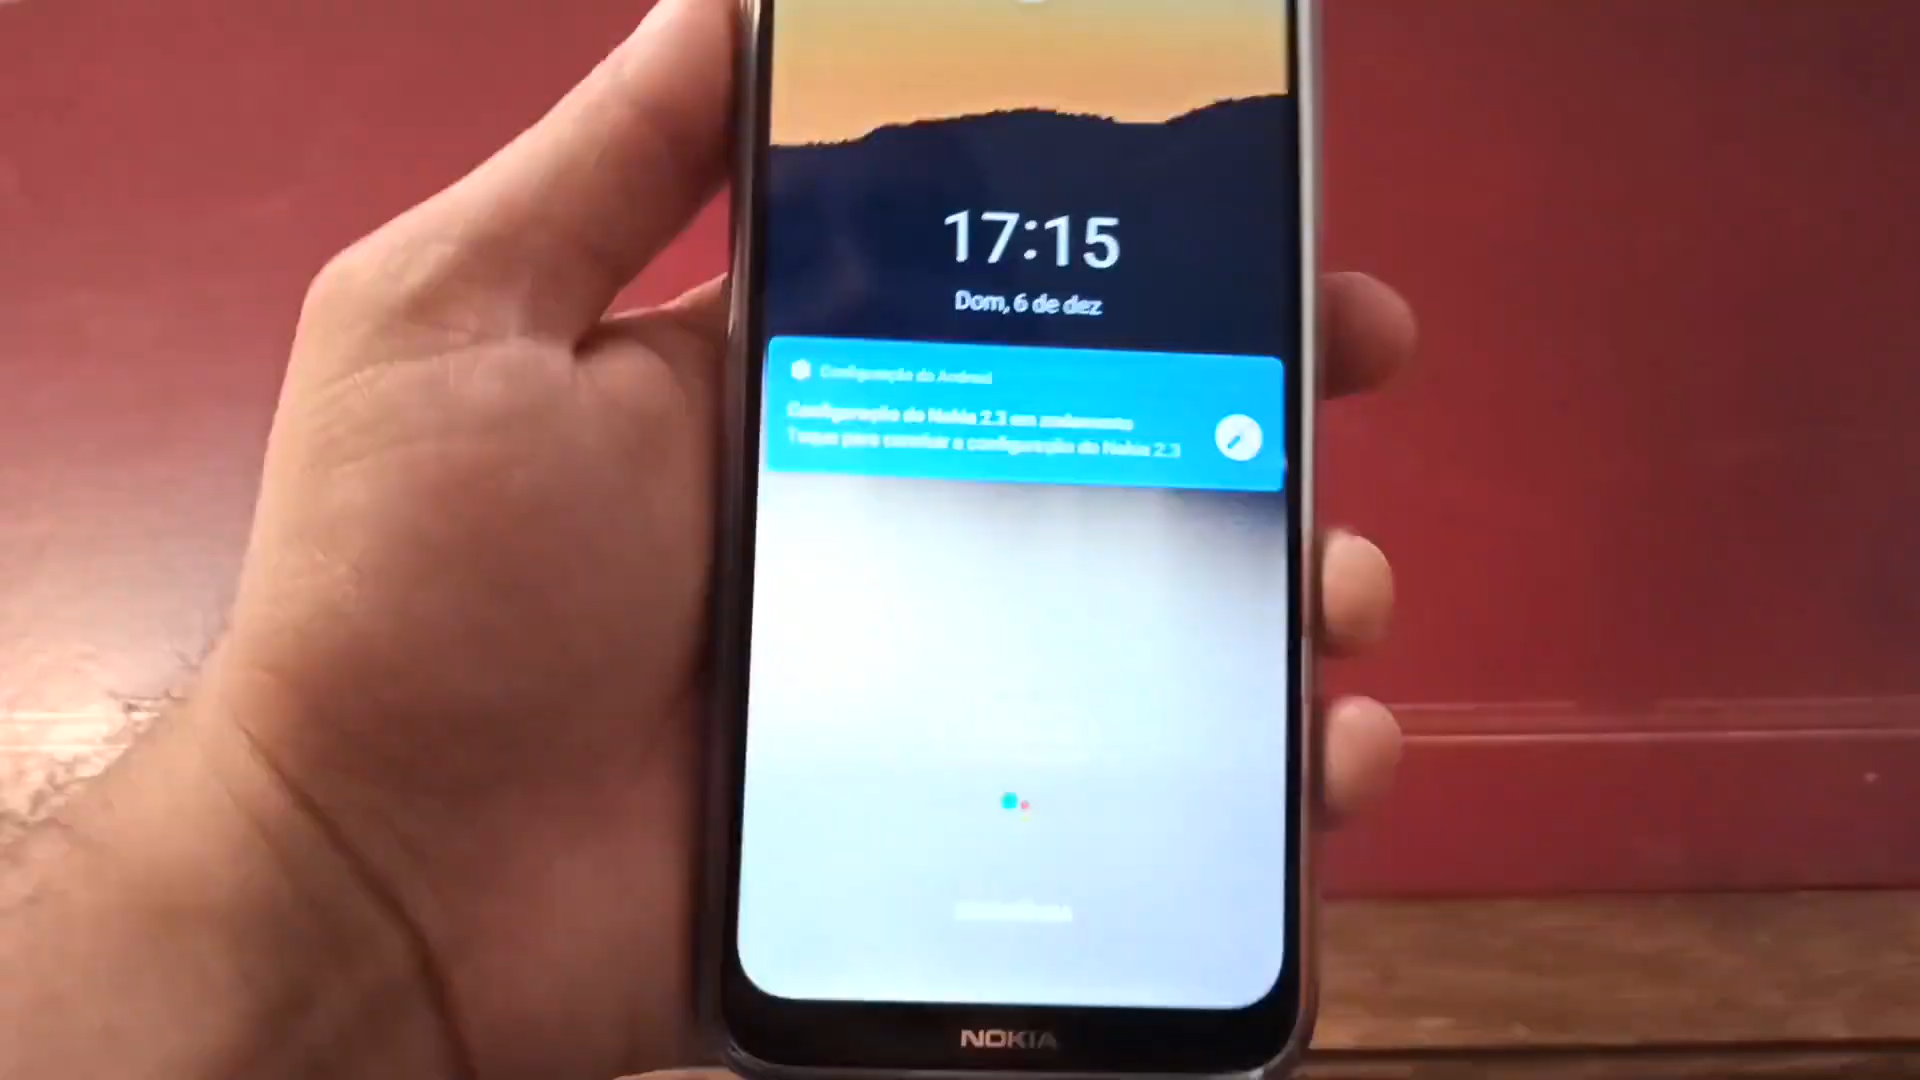 17:15
Dom, 6 de dez
Configuração do Android
Configuração do Nokia 2.3 em andamento
Toque para concluir a configuração do Nokia 2.3
NOKIA